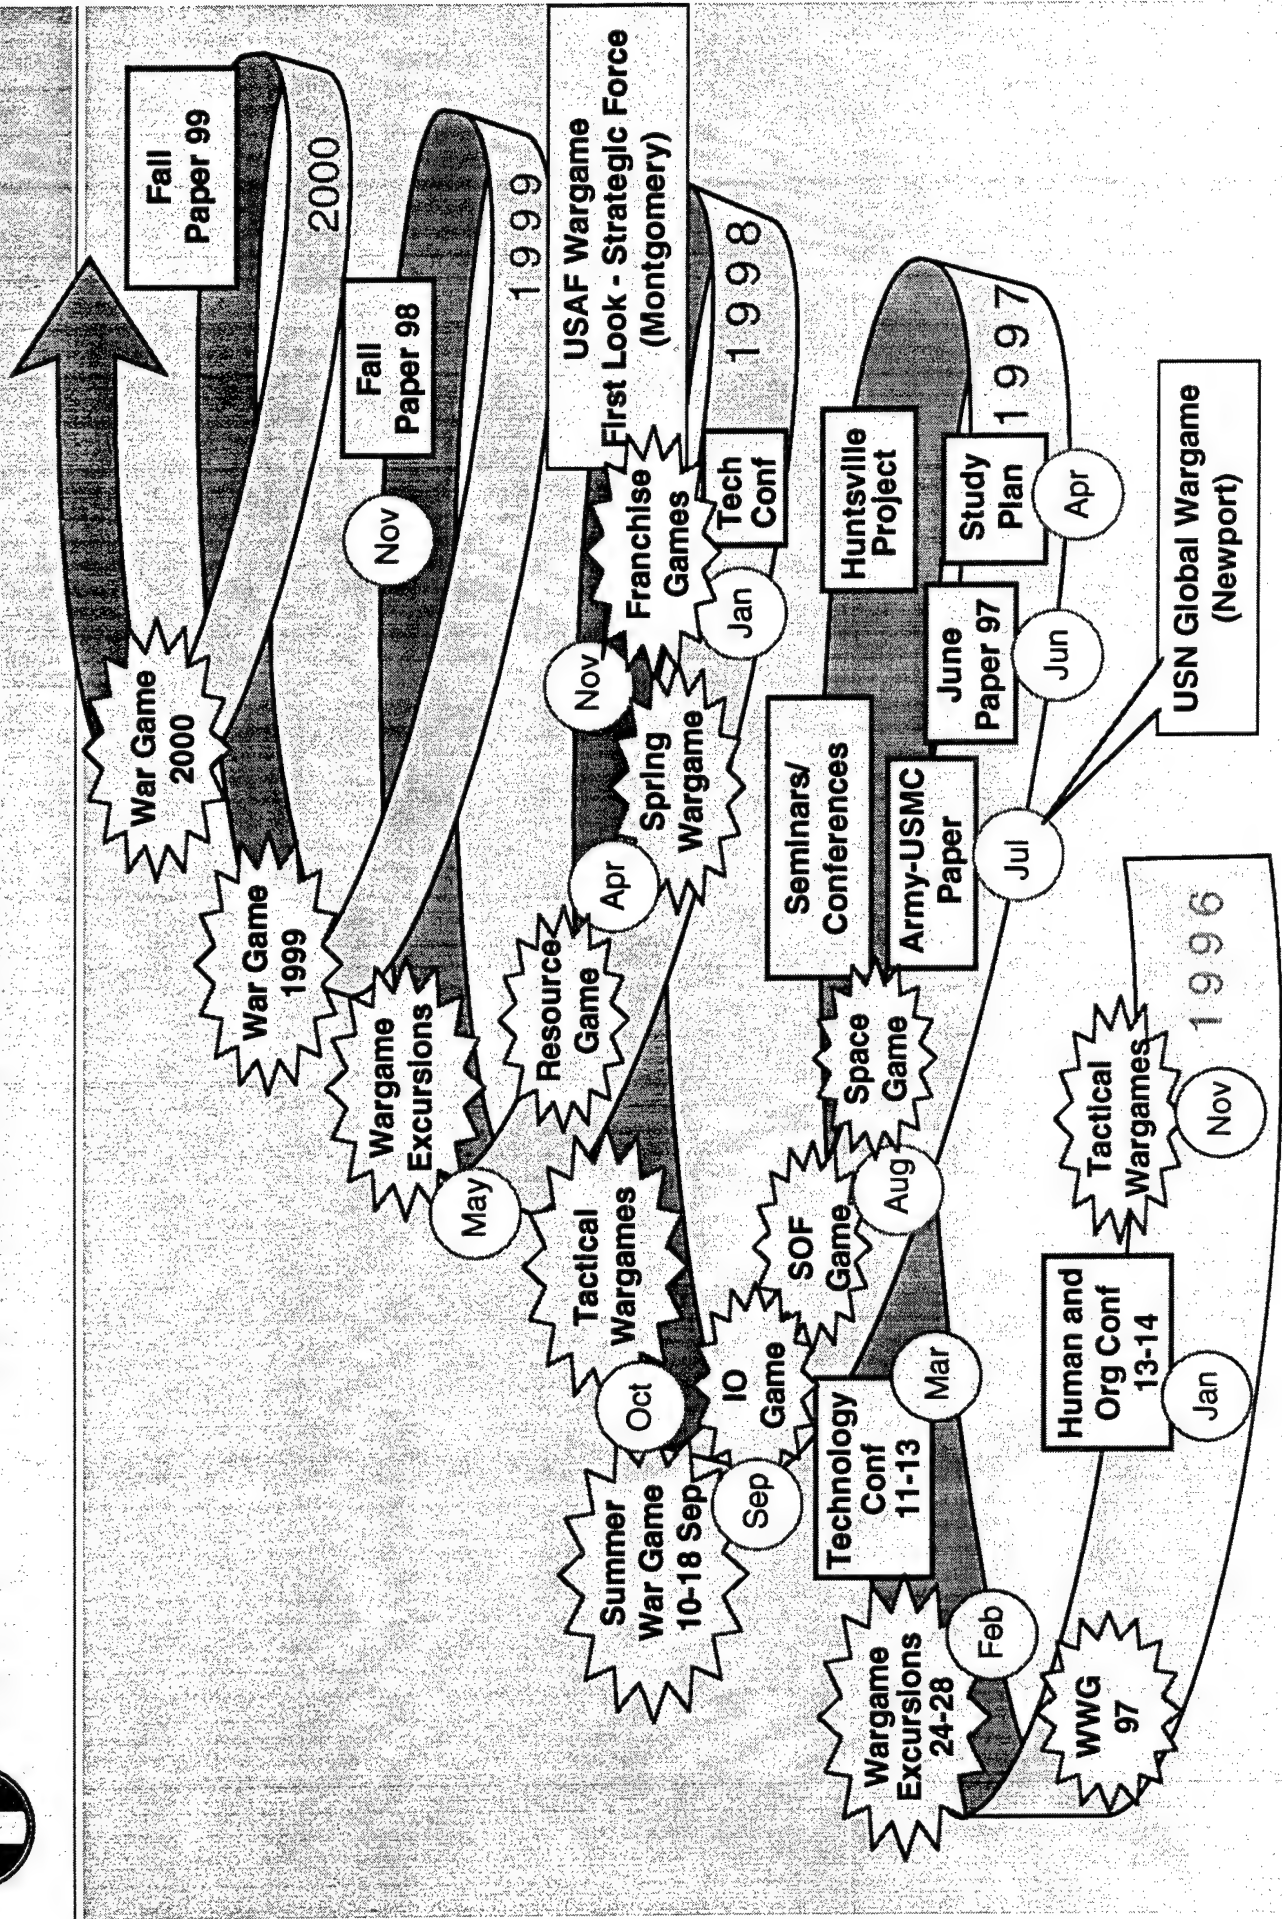 Fall
Paper 99
2000
War Game
2000
Fall
Paper 98
1999
Nov
War Game
1999
USAF Wargame
First Look - Strategic Force
(Montgomery)
Wargame
Excursions
May
1998
Franchise
Games
Tech
Conf
Jan
Nov
Spring
Wargame
Apr
Resource
Game
Tactical
Wargames
Oct
Summer
War Game
10-18 Sep
Sep
IO
Game
SOF
Game
Aug
Space
Game
Seminars/
Conferences
Army-USMC
Paper
Jul
Huntsville
Project
June
Paper 97
Jun
Study
Plan
Apr
1997
USN Global Wargame
(Newport)
Technology
Conf
11-13
Mar
Wargame
Excursions
24-28
Feb
WWG
97
Human and
Org Conf
13-14
Jan
Tactical
Wargames
Nov
1996